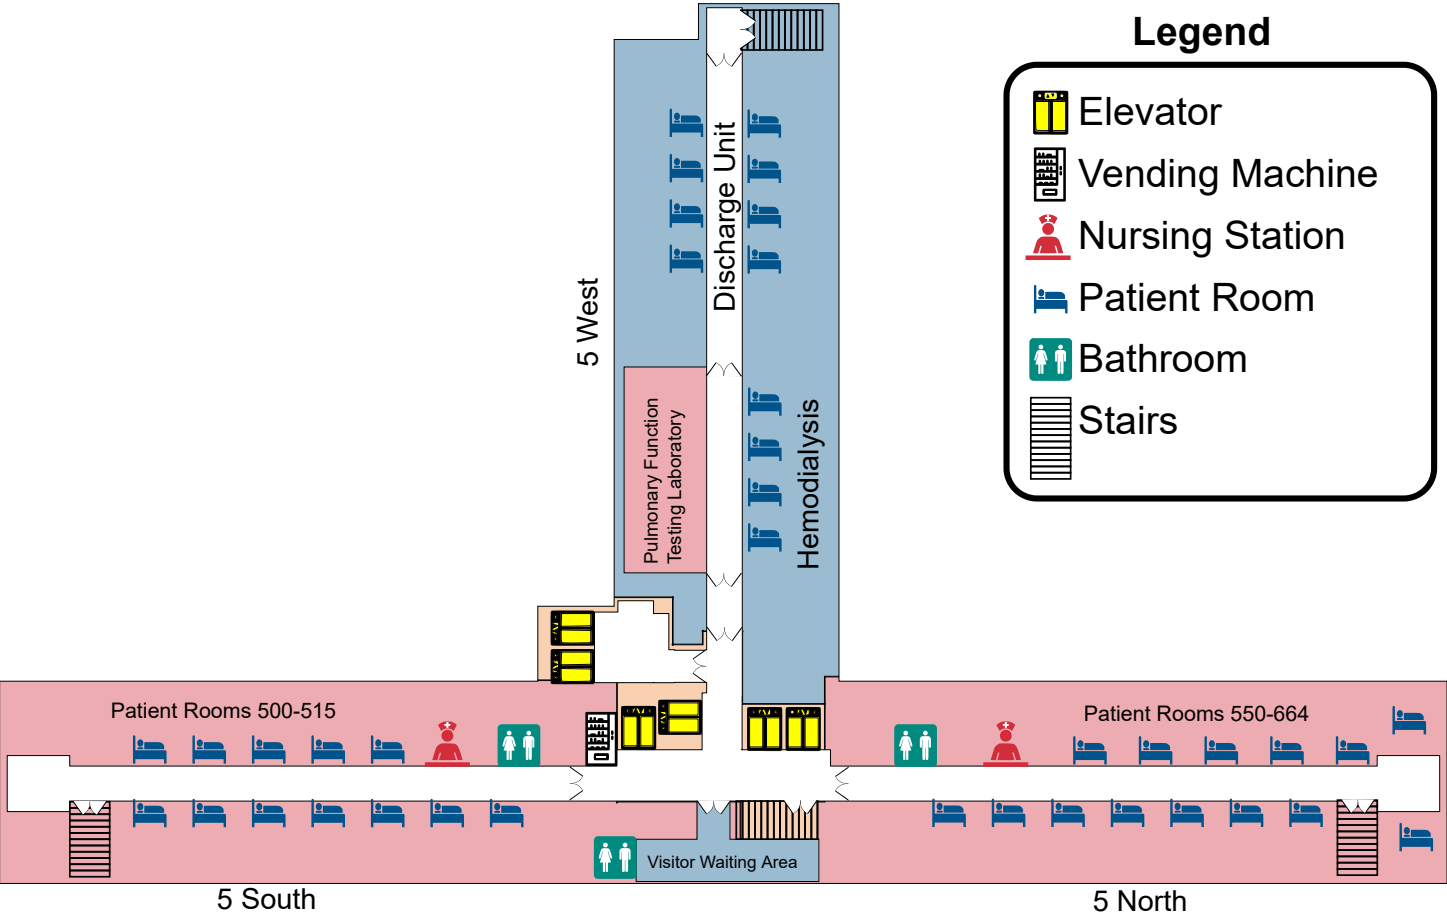 Legend
Elevator
Vending Machine
Nursing Station
Patient Room
Bathroom
Stairs
Discharge Unit
5 West
Pulmonary Function
Testing Laboratory
Hemodialysis
Patient Rooms 500-515
Patient Rooms 550-664
Visitor Waiting Area
5 South
5 North